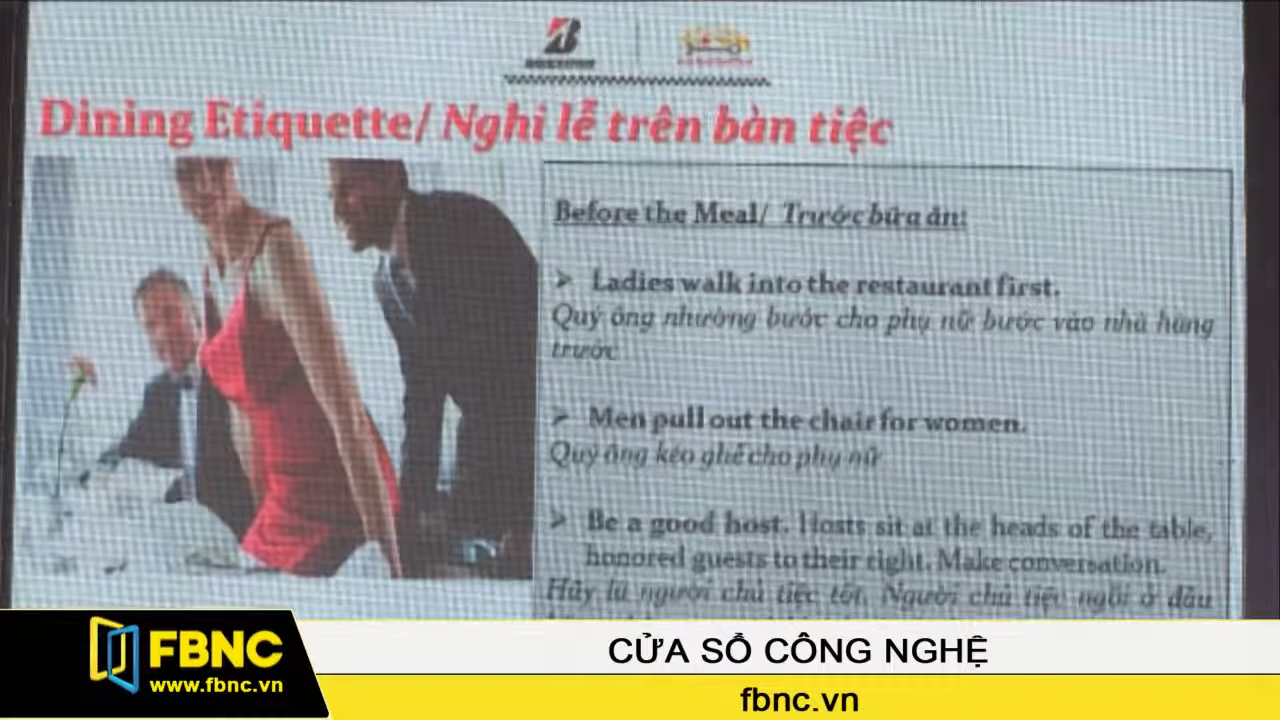 Dining Etiquette/ Nghi lễ trên bàn tiệc
Before the Meal/ Trước bữa ăn:
➢ Ladies walk into the restaurant first.
Quý ông nhường bước cho phụ nữ bước vào nhà hàng
trước
➢ Men pull out the chair for women.
Quý ông kéo ghế cho phụ nữ
➢ Be a good host. Hosts sit at the heads of the table,
honored guests to their right. Make conversation.
Hãy là người chủ tiệc tốt. Người chủ tiệc ngồi ở đầu
FBNC
www.fbnc.vn
CỬA SỔ CÔNG NGHỆ
fbnc.vn